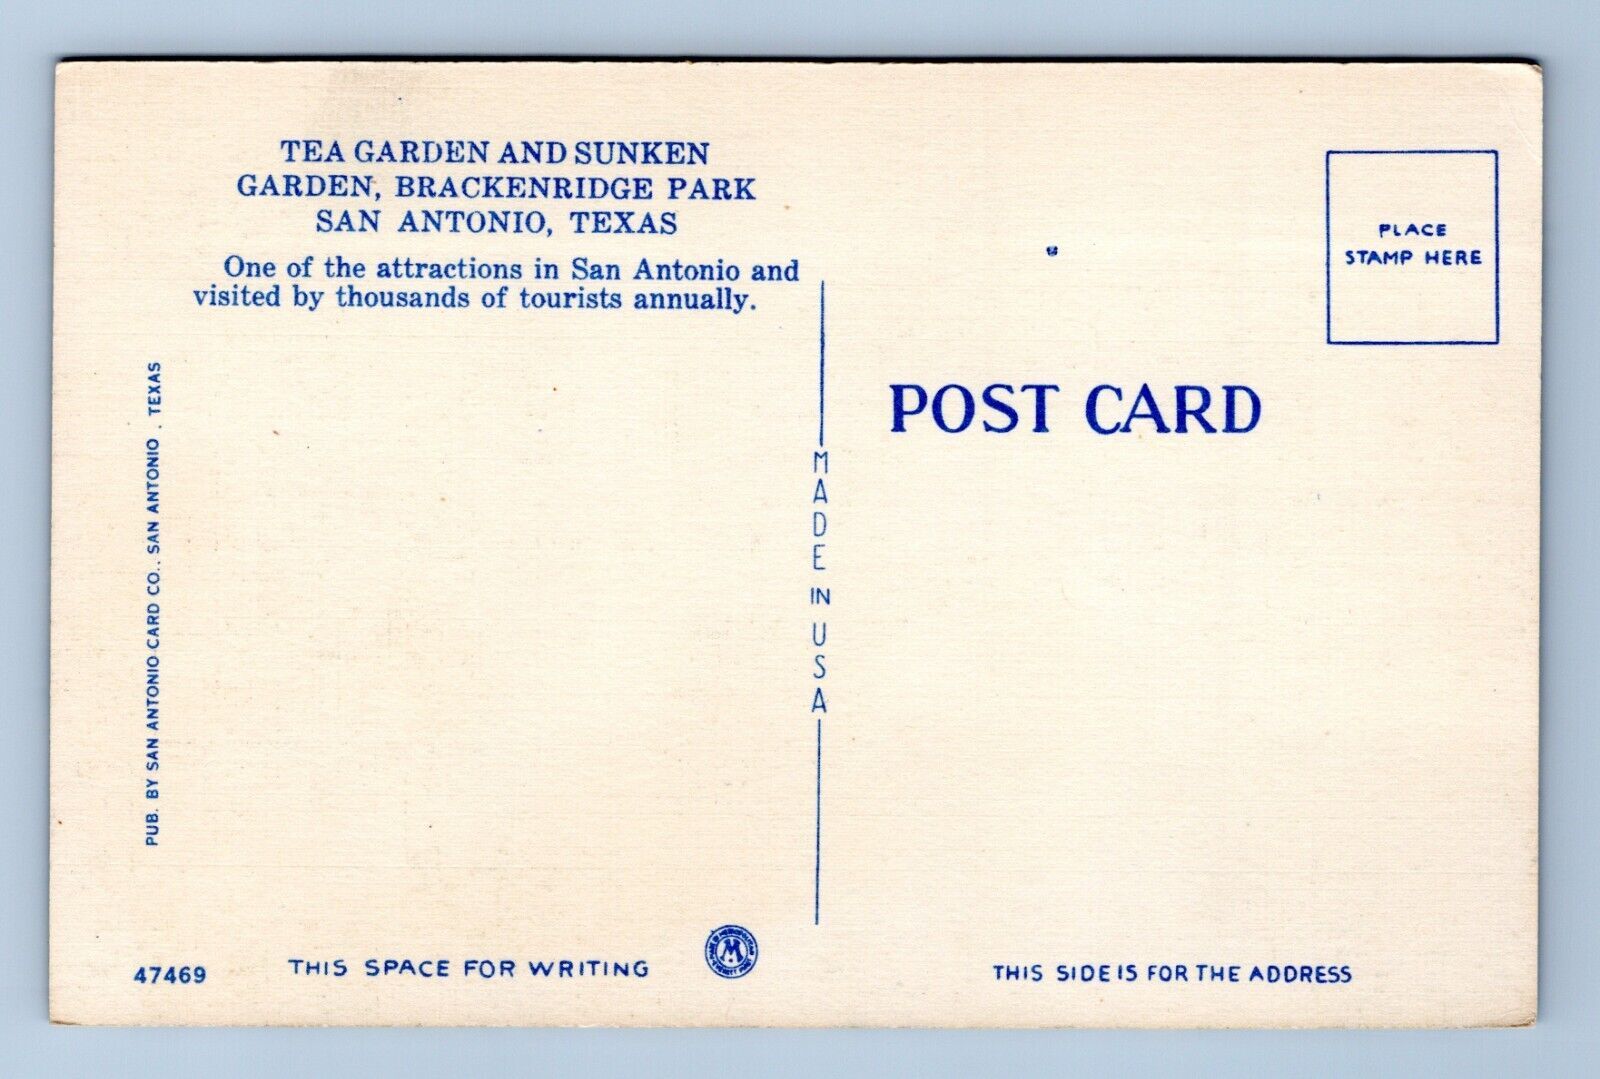 TEA GARDEN AND SUNKEN
GARDEN, BRACKENRIDGE PARK
SAN ANTONIO, TEXAS
One of the attractions in San Antonio and
visited by thousands of tourists annually.
PUB. BY SAN ANTONIO CARD CO., SAN ANTONIO, TEXAS
47469
THIS SPACE FOR WRITING
M
MADE IN USA
PLACE
STAMP HERE
POST CARD
THIS SIDE IS FOR THE ADDRESS